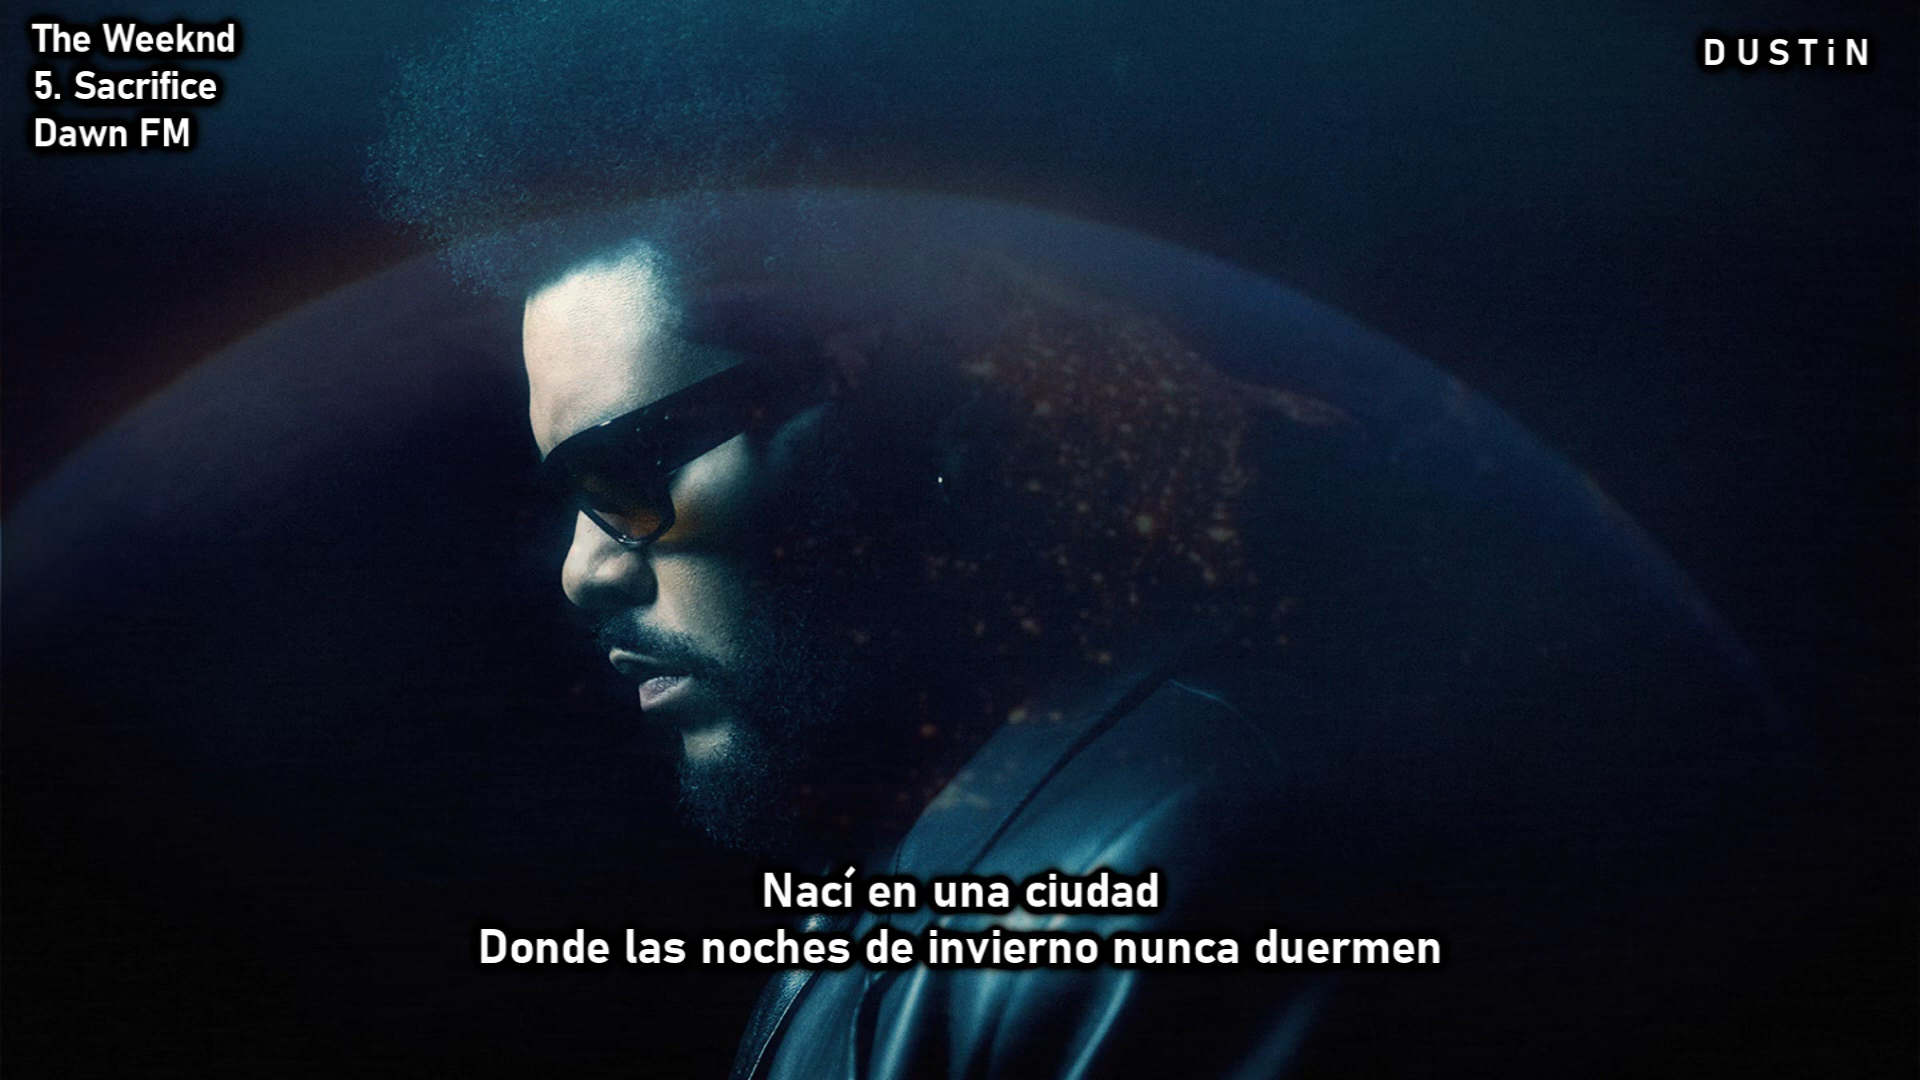 The Weeknd
5. Sacrifice
Dawn FM
DUSTiN
Nací en una ciudad
Donde las noches de invierno nunca duermen